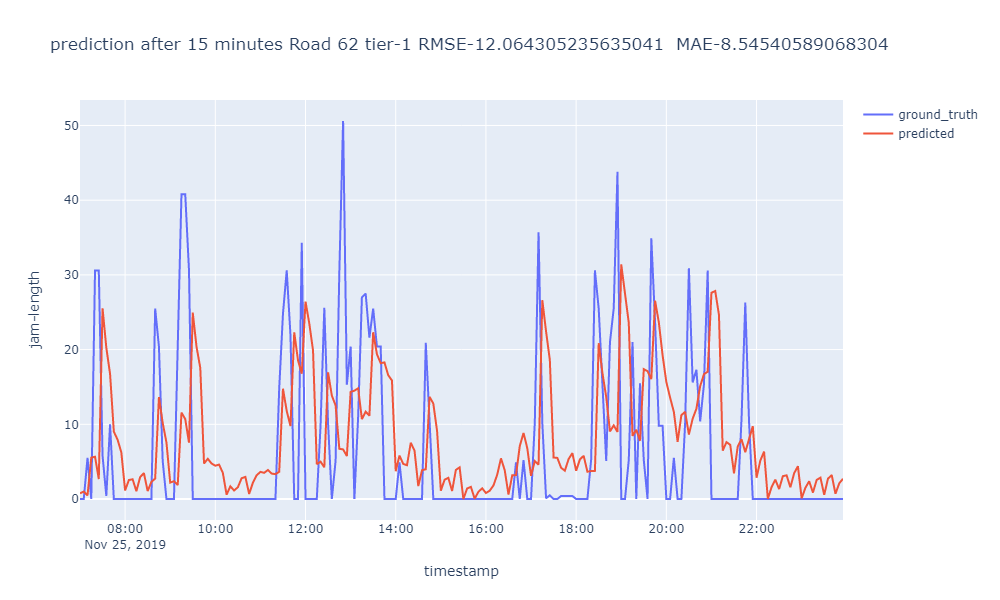 prediction after 15 minutes Road 62 tier-1 RMSE-12.064305235635041  MAE-8.54540589068304
ground_truth
predicted
50
40
30
20
10
0
jam-length
08:00 10:00 12:00 14:00 16:00 18:00 20:00 22:00
Nov 25, 2019
timestamp